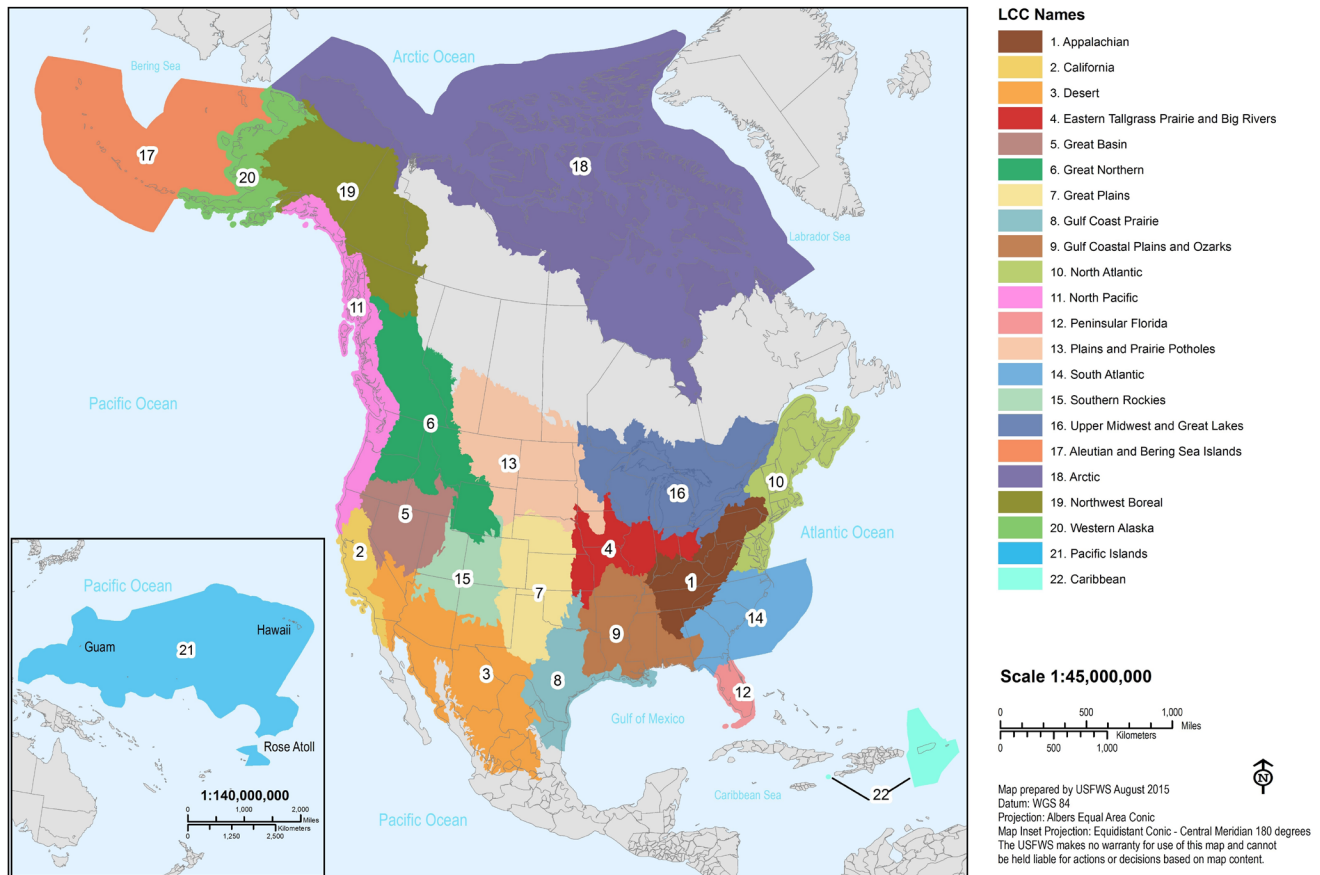 Bering Sea
Arctic Ocean
17
20
19
18
Labrador Sea
11
Pacific Ocean
6
13
16
10
Atlantic Ocean
5
2
4
15
7
1
14
9
3
8
12
Gulf of Mexico
Caribbean Sea
22
Pacific Ocean
Pacific Ocean
Hawaii
Guam
21
Rose Atoll
1:140,000,000
0 1,000 2,000
Miles
Kilometers
0 1,250 2,500
LCC Names
1. Appalachian
2. California
3. Desert
4. Eastern Tallgrass Prairie and Big Rivers
5. Great Basin
6. Great Northern
7. Great Plains
8. Gulf Coast Prairie
9. Gulf Coastal Plains and Ozarks
10. North Atlantic
11. North Pacific
12. Peninsular Florida
13. Plains and Prairie Potholes
14. South Atlantic
15. Southern Rockies
16. Upper Midwest and Great Lakes
17. Aleutian and Bering Sea Islands
18. Arctic
19. Northwest Boreal
20. Western Alaska
21. Pacific Islands
22. Caribbean
Scale 1:45,000,000
0 500 1,000
Miles
Kilometers
0 500 1,000
N
Map prepared by USFWS August 2015
Datum: WGS 84
Projection: Albers Equal Area Conic
Map Inset Projection: Equidistant Conic - Central Meridian 180 degrees
The USFWS makes no warranty for use of this map and cannot
be held liable for actions or decisions based on map content.